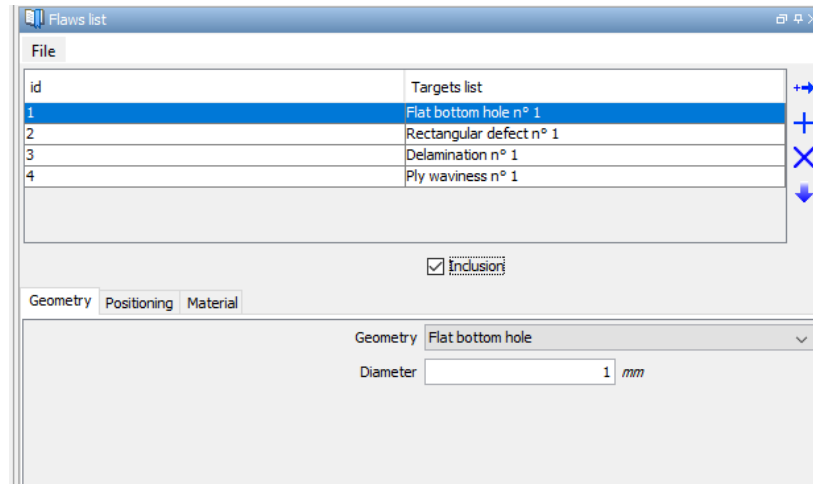 Flaws list
File
id Targets list
1 Flat bottom hole n° 1
2 Rectangular defect n° 1
3 Delamination n° 1
4 Ply waviness n° 1
Inclusion
Geometry Positioning Material
Geometry Flat bottom hole
Diameter 1 mm